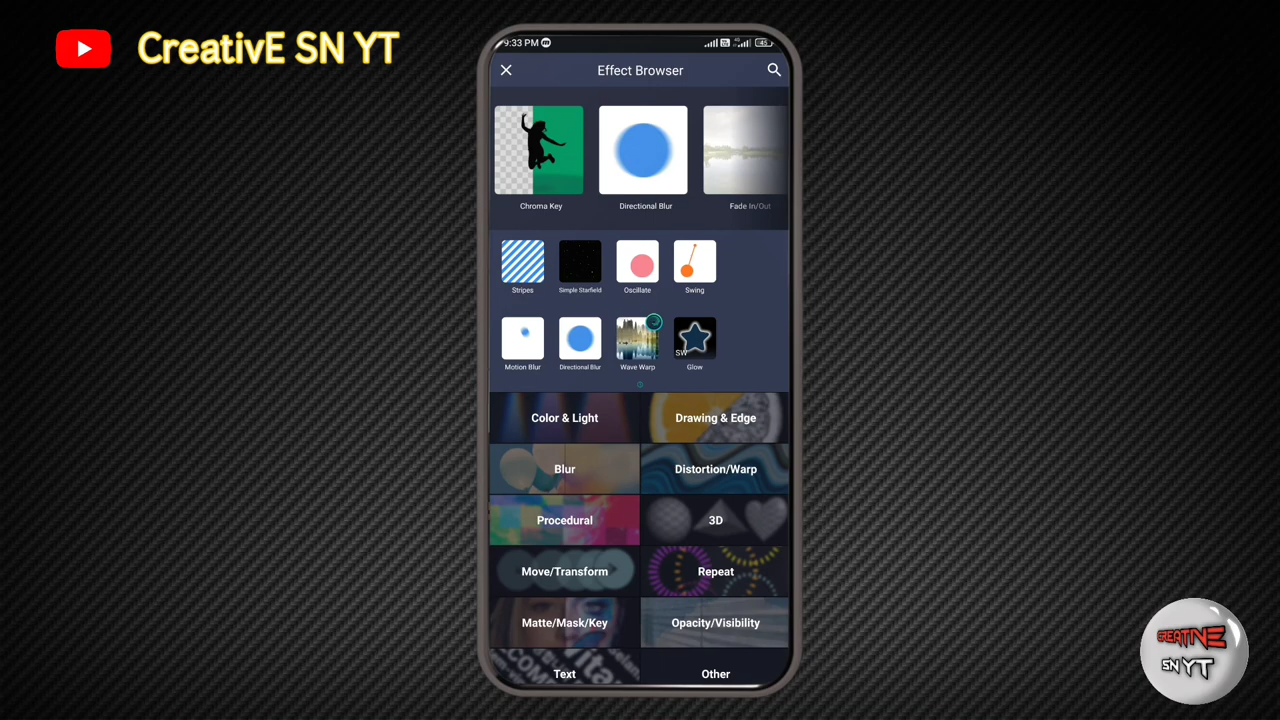 CreativE SN YT
9:33 PM
45
Effect Browser
Chroma Key
Directional Blur
Fade In/Out
Stripes
Simple Starfield
Oscillate
Swing
SW
Motion Blur
Directional Blur
Wave Warp
Glow
Color & Light
Drawing & Edge
Blur
Distortion/Warp
Procedural
3D
Move/Transform
Repeat
Matte/Mask/Key
Opacity/Visibility
Text
Other
CREATIVE
SN YT